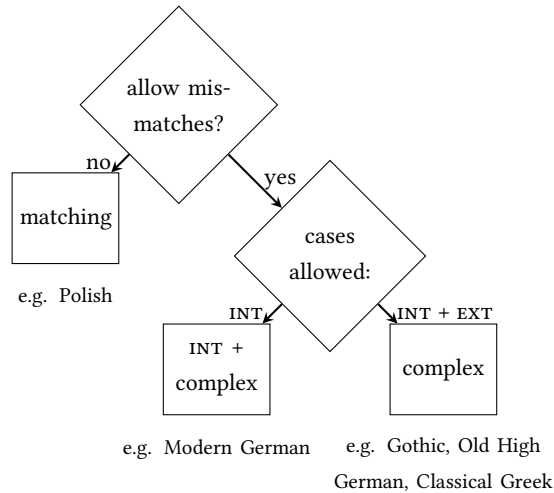 allow mis-
matches?
no
yes
matching
e.g. Polish
cases
allowed:
INT
INT + EXT
INT +
complex
complex
e.g. Modern German
e.g. Gothic, Old High
German, Classical Greek